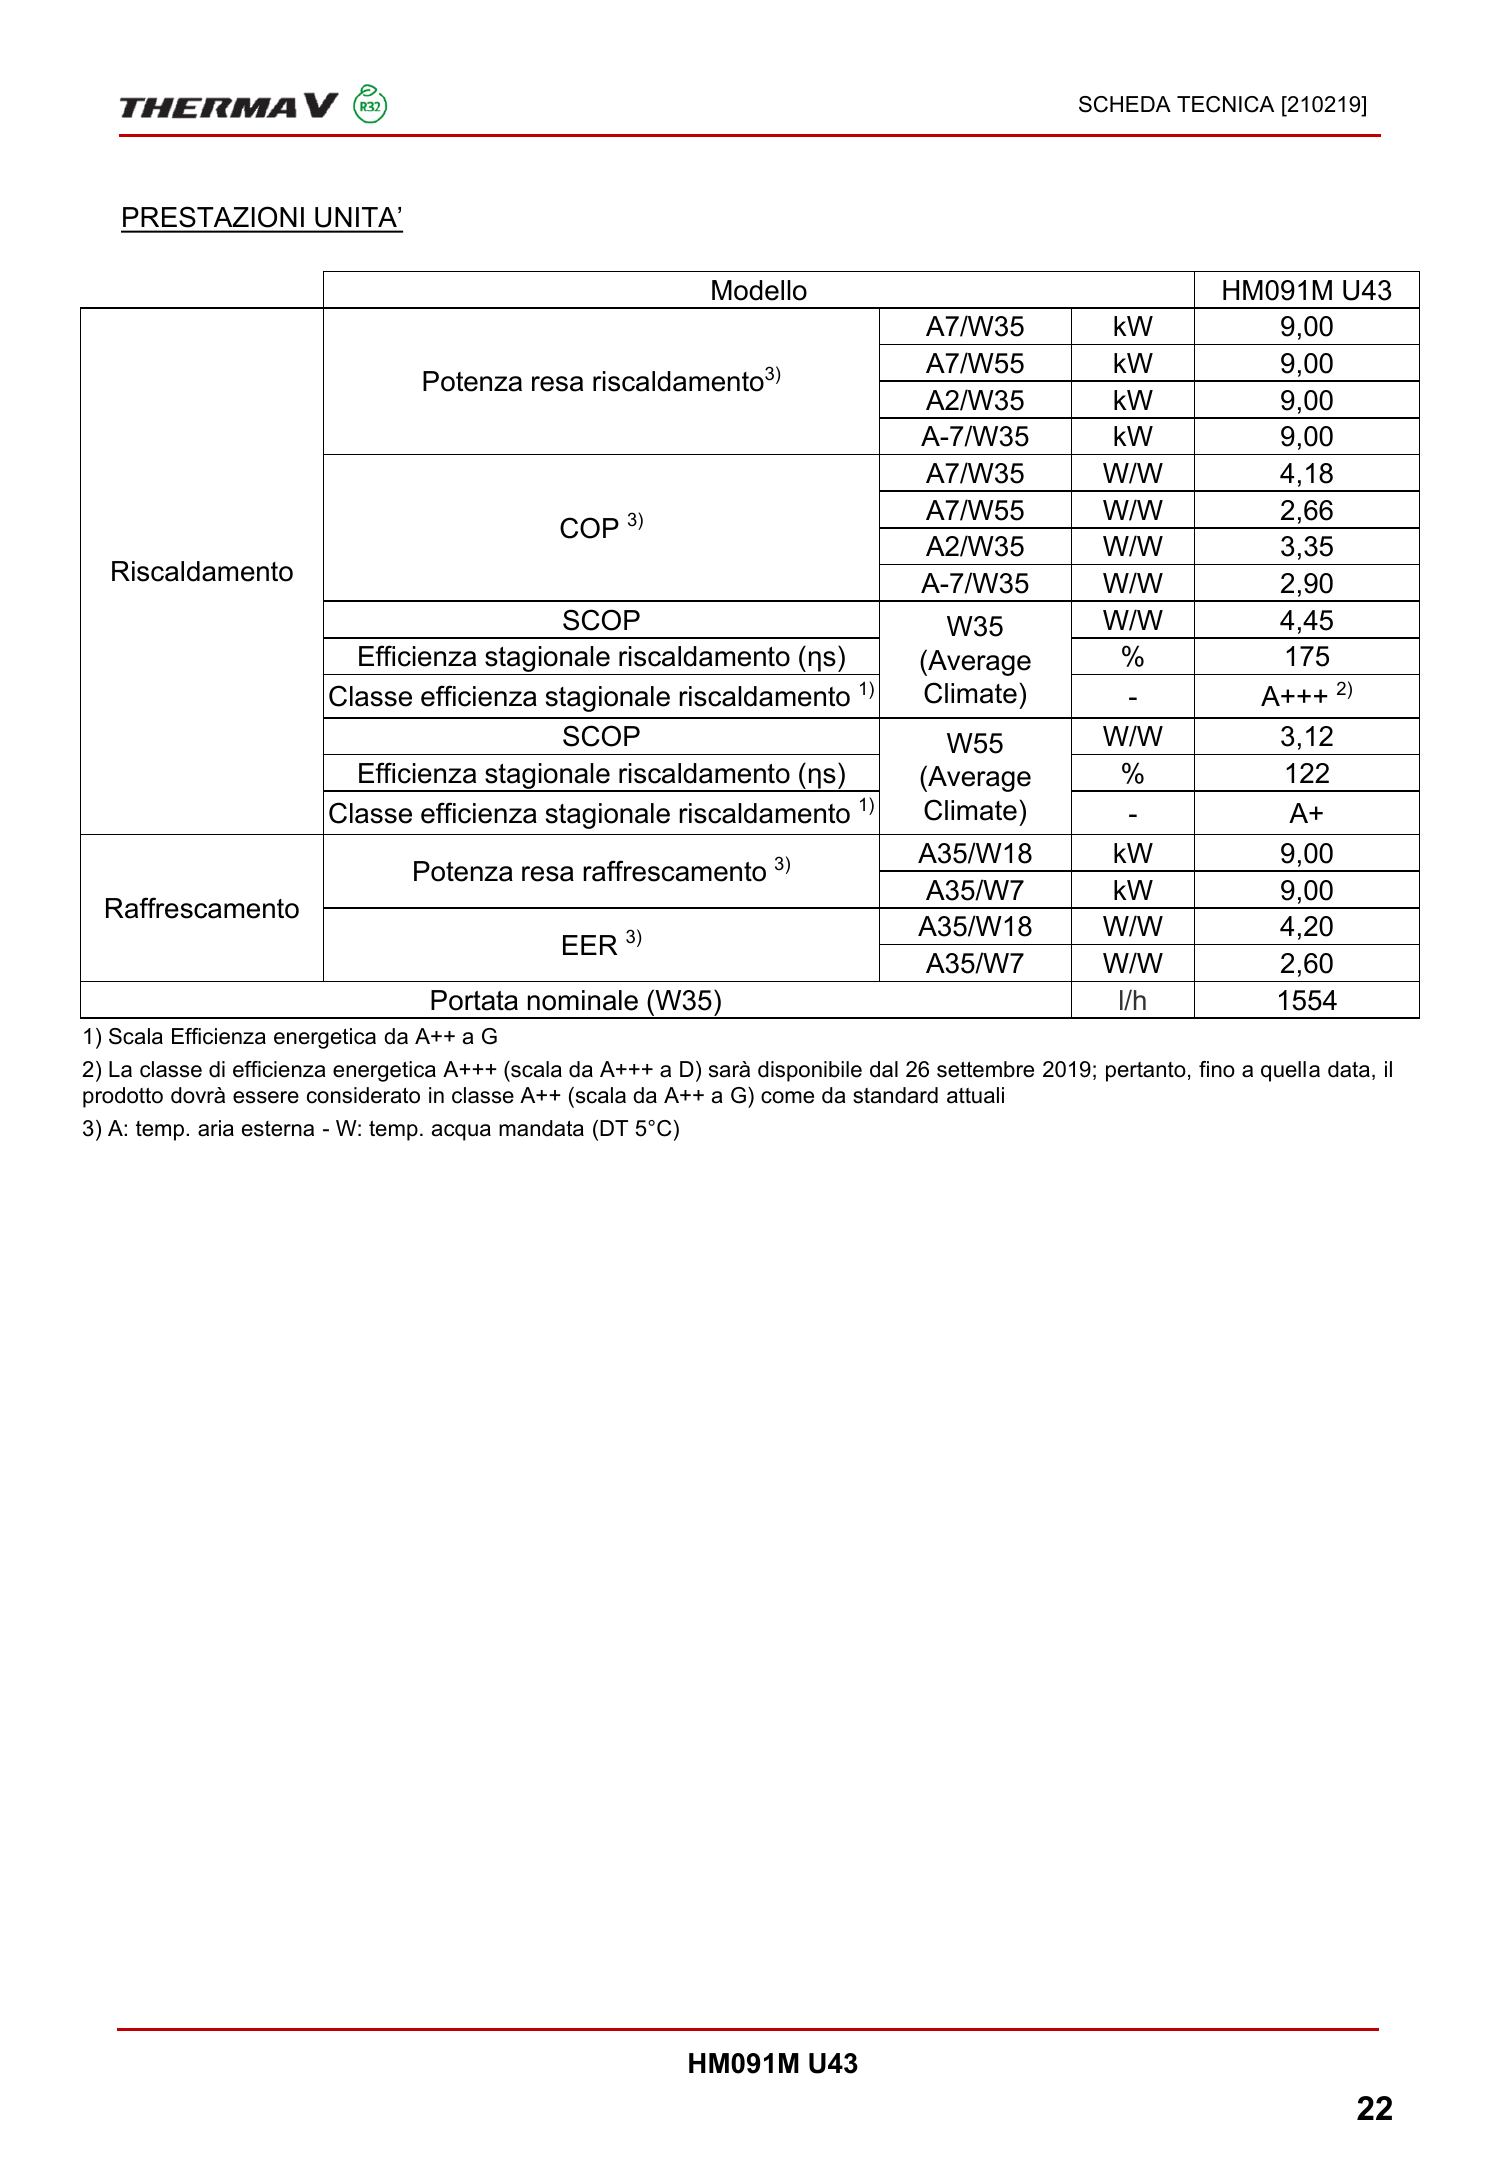 THERMA V R32
SCHEDA TECNICA [210219]
PRESTAZIONI UNITA’
Modello HM091M U43
Riscaldamento
Potenza resa riscaldamento3)
A7/W35 kW 9,00
A7/W55 kW 9,00
A2/W35 kW 9,00
A-7/W35 kW 9,00
COP 3)
A7/W35 W/W 4,18
A7/W55 W/W 2,66
A2/W35 W/W 3,35
A-7/W35 W/W 2,90
SCOP W/W 4,45
W35
(Average
Climate)
Efficienza stagionale riscaldamento (ηs) % 175
Classe efficienza stagionale riscaldamento 1) - A+++ 2)
SCOP W/W 3,12
W55
(Average
Climate)
Efficienza stagionale riscaldamento (ηs) % 122
Classe efficienza stagionale riscaldamento 1) - A+
Raffrescamento
Potenza resa raffrescamento 3)
A35/W18 kW 9,00
A35/W7 kW 9,00
EER 3)
A35/W18 W/W 4,20
A35/W7 W/W 2,60
Portata nominale (W35) l/h 1554
1) Scala Efficienza energetica da A++ a G
2) La classe di efficienza energetica A+++ (scala da A+++ a D) sarà disponibile dal 26 settembre 2019; pertanto, fino a quella data, il
prodotto dovrà essere considerato in classe A++ (scala da A++ a G) come da standard attuali
3) A: temp. aria esterna - W: temp. acqua mandata (DT 5°C)
HM091M U43
22